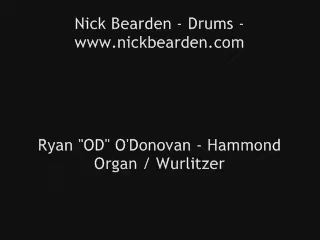 Nick Bearden - Drums -
www.nickbearden.com
Ryan "OD" O'Donovan - Hammond
Organ / Wurlitzer